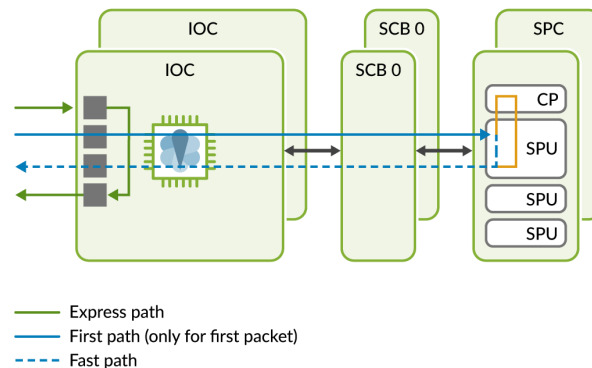 IOC
SCB 0
SPC
IOC
SCB 0
CP
SPU
SPU
SPU
Express path
First path (only for first packet)
Fast path